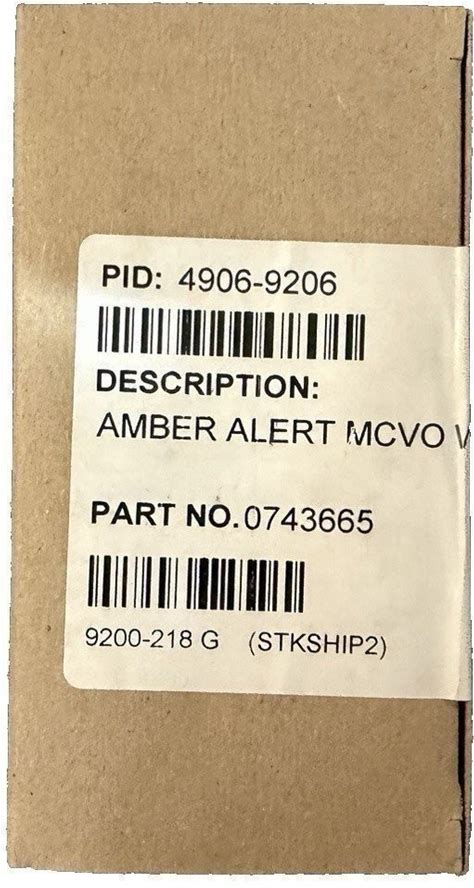 PID: 4906-9206
DESCRIPTION:
AMBER ALERT MCVO
PART NO.0743665
9200-218 G (STKSHIP2)